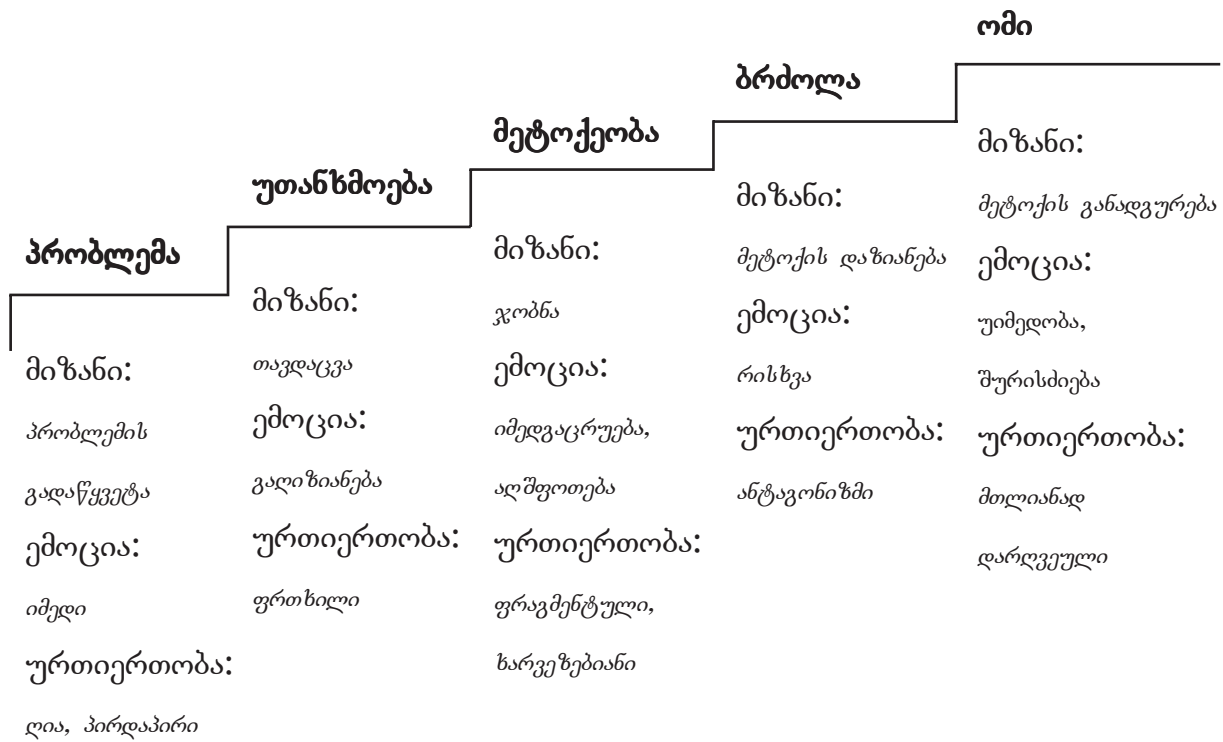 პრობლემა
მიზანი:
პრობლემის
გადაწყვეტა
ემოცია:
იმედი
ურთიერთობა:
ღია, პირდაპირი
უთანხმოება
მიზანი:
თავდაცვა
ემოცია:
გაღიზიანება
ურთიერთობა:
ფრთხილი
მეტოქეობა
მიზანი:
ჯობნა
ემოცია:
იმედგაცრუება,
აღშფოთება
ურთიერთობა:
ფრაგმენტული,
ხარვეზებიანი
ბრძოლა
მიზანი:
მეტოქის დაზიანება
ემოცია:
რისხვა
ურთიერთობა:
ანტაგონიზმი
ომი
მიზანი:
მეტოქის განადგურება
ემოცია:
უიმედობა,
შურისძიება
ურთიერთობა:
მთლიანად
დარღვეული